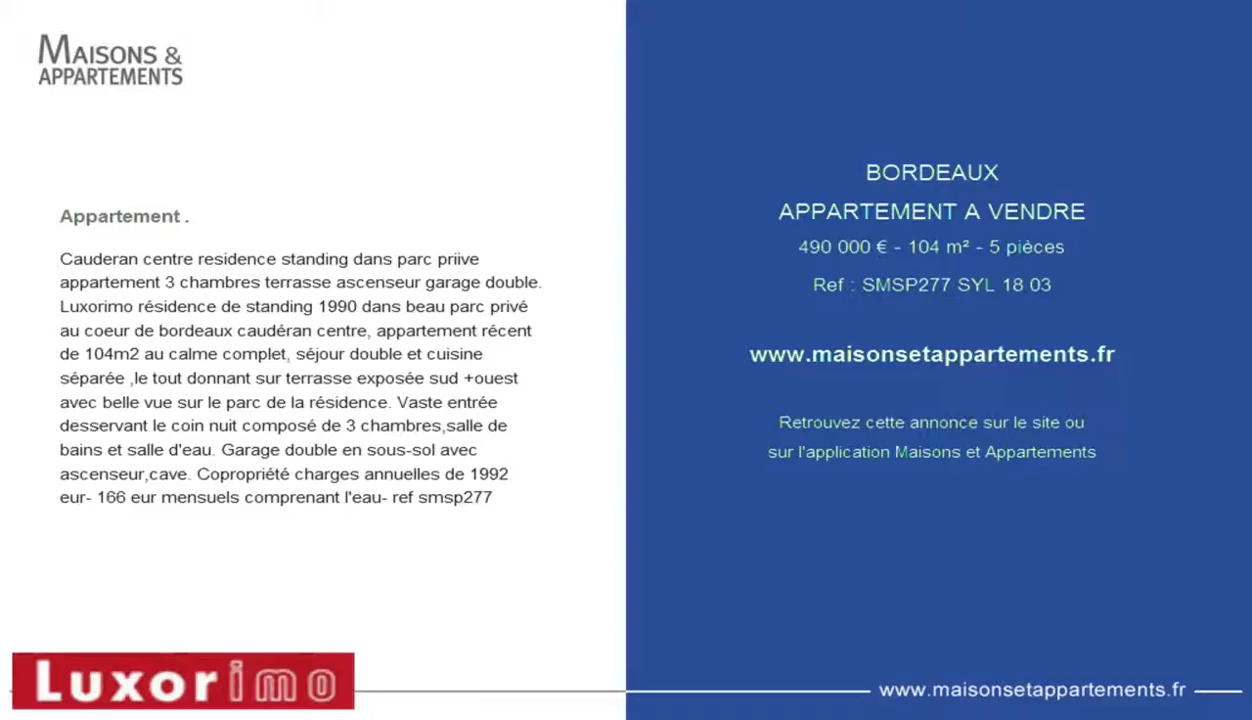 MAISONS &
APPARTEMENTS
Appartement .
Cauderan centre residence standing dans parc priive
appartement 3 chambres terrasse ascenseur garage double.
Luxorimo résidence de standing 1990 dans beau parc privé
au coeur de bordeaux caudéran centre, appartement récent
de 104m2 au calme complet, séjour double et cuisine
séparée ,le tout donnant sur terrasse exposée sud +ouest
avec belle vue sur le parc de la résidence. Vaste entrée
desservant le coin nuit composé de 3 chambres,salle de
bains et salle d'eau. Garage double en sous-sol avec
ascenseur,cave. Copropriété charges annuelles de 1992
eur- 166 eur mensuels comprenant l'eau- ref smsp277
Luxorimo
BORDEAUX
APPARTEMENT A VENDRE
490 000 € - 104 m² - 5 pièces
Ref : SMSP277 SYL 18 03
www.maisonsetappartements.fr
Retrouvez cette annonce sur le site ou
sur l'application Maisons et Appartements
www.maisonsetappartements.fr